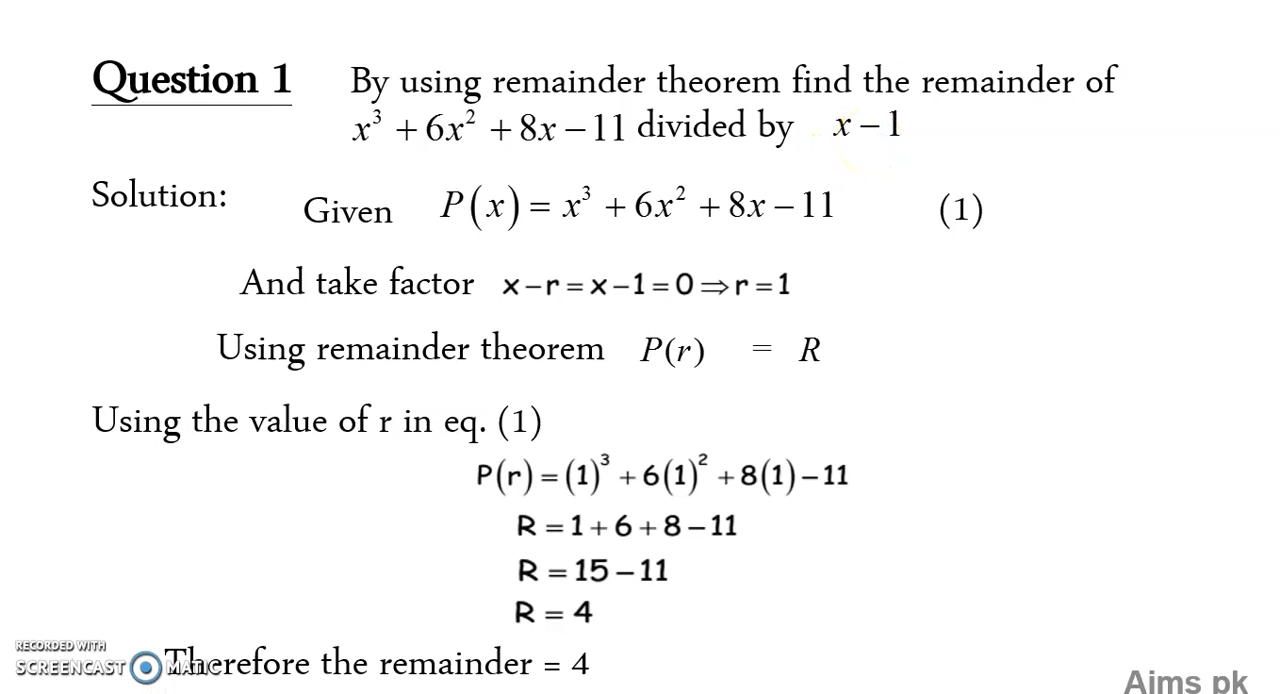 Question 1 By using remainder theorem find the remainder of
x³ + 6x² + 8x − 11 divided by x − 1
Solution: Given P(x) = x³ + 6x² + 8x − 11 (1)
And take factor x − r = x − 1 = 0 ⇒ r = 1
Using remainder theorem P(r) = R
Using the value of r in eq. (1)
P(r) = (1)³ + 6(1)² + 8(1) − 11
R = 1 + 6 + 8 − 11
R = 15 − 11
R = 4
RECORDED WITH
SCREENCAST MATIC
Therefore the remainder = 4
Aims pk